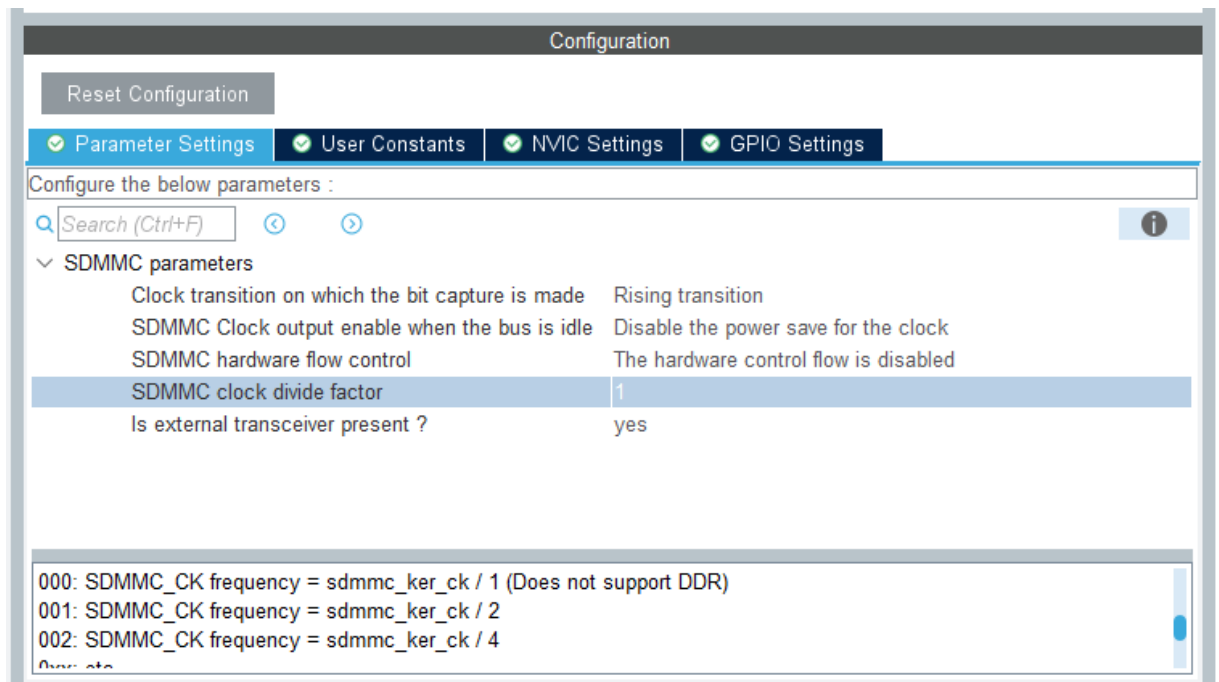 Configuration
Reset Configuration
Parameter Settings User Constants NVIC Settings GPIO Settings
Configure the below parameters :
Search (Ctrl+F)
SDMMC parameters
Clock transition on which the bit capture is made Rising transition
SDMMC Clock output enable when the bus is idle Disable the power save for the clock
SDMMC hardware flow control The hardware control flow is disabled
SDMMC clock divide factor 1
Is external transceiver present ? yes
000: SDMMC_CK frequency = sdmmc_ker_ck / 1 (Does not support DDR)
001: SDMMC_CK frequency = sdmmc_ker_ck / 2
002: SDMMC_CK frequency = sdmmc_ker_ck / 4